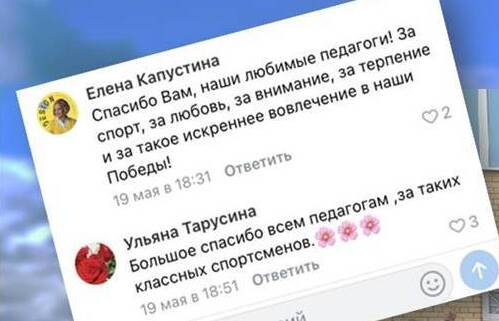 Елена Капустина
Спасибо Вам, наши любимые педагоги! За
спорт, за любовь, за внимание, за терпение
и за такое искреннее вовлечение в наши
Победы!
19 мая в 18:31 Ответить
2
Ульяна Тарусина
Большое спасибо всем педагогам ,за таких
классных спортсменов.🌸🌸🌸
19 мая в 18:51 Ответить
3